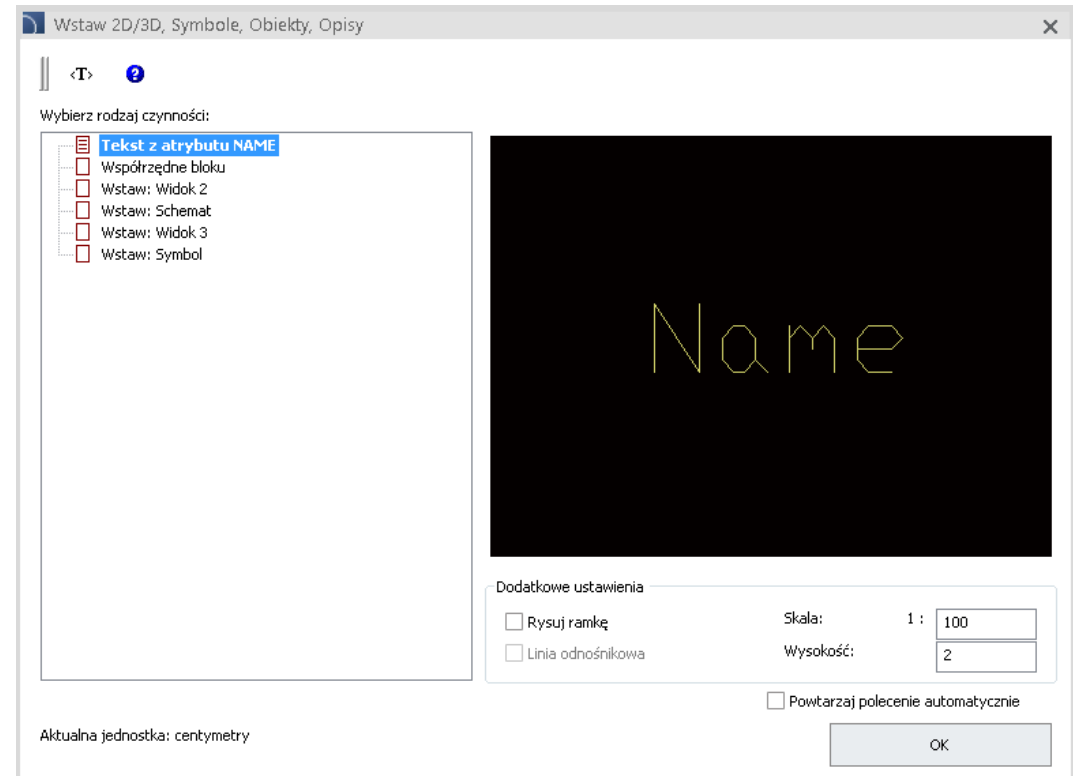 Wstaw 2D/3D, Symbole, Obiekty, Opisy
<T>
?
Wybierz rodzaj czynności:
Tekst z atrybutu NAME
Współrzędne bloku
Wstaw: Widok 2
Wstaw: Schemat
Wstaw: Widok 3
Wstaw: Symbol
Name
Dodatkowe ustawienia
Rysuj ramkę
Skala: 1 : 100
Linia odnośnikowa
Wysokość: 2
Powtarzaj polecenie automatycznie
Aktualna jednostka: centymetry
OK